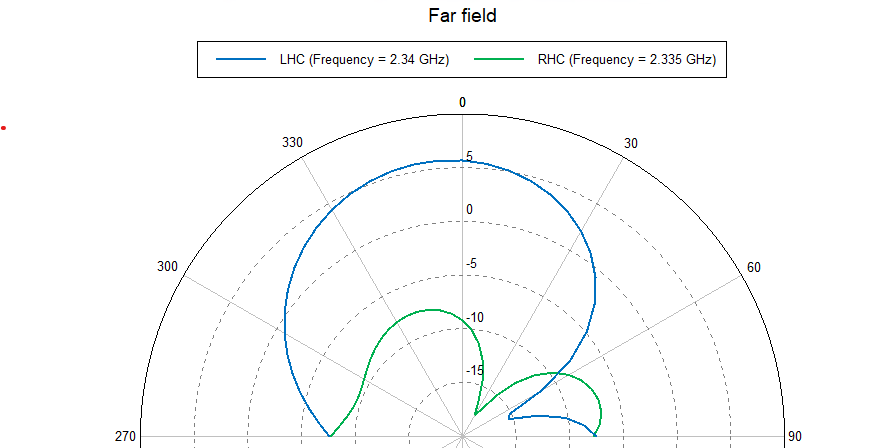 Far field
LHC (Frequency = 2.34 GHz) RHC (Frequency = 2.335 GHz)
0
330 30
5
0
300 -5 60
-10
-15
270 90